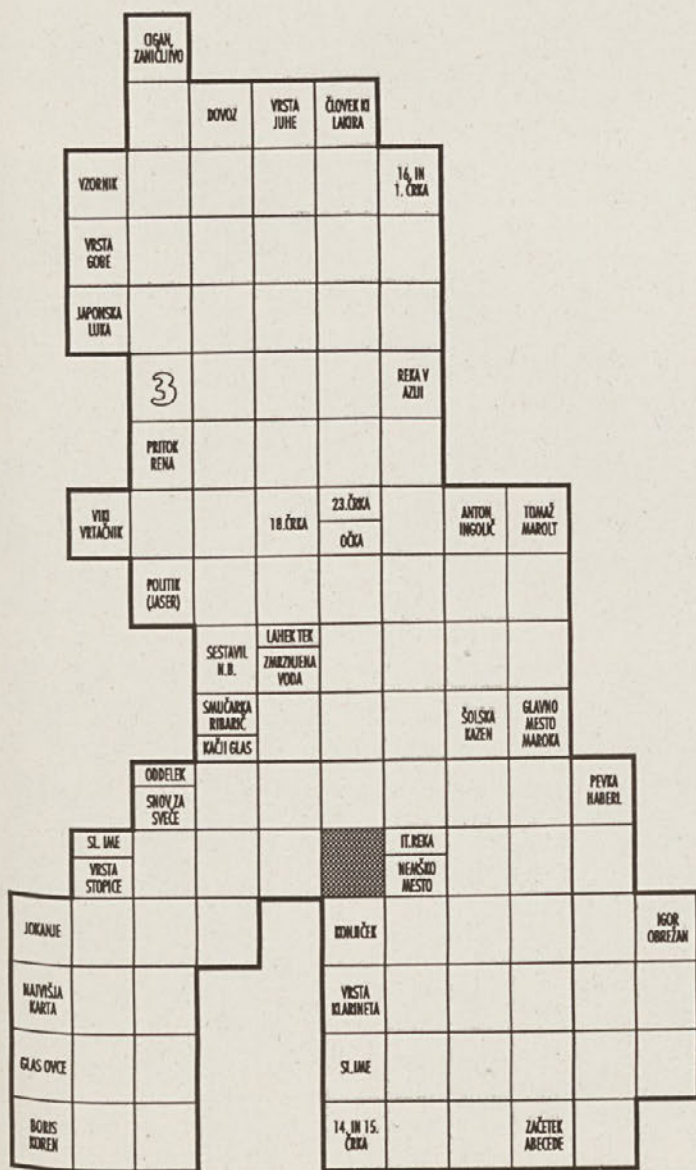 CIGAN,
ZANIČLJIVO
DOVOZ
VRSTA
JUHE
ČLOVEK KI
LAKIRA
VZORNIK
16. IN
1. ČRKA
VRSTA
GOBE
JAPONSKA
LUKA
3
REKA V
AZIJI
PRITOK
RENA
VIKI
VRTAČNIK
18.ČRKA
23.ČRKA
OČKA
ANTON
INGOLIČ
TOMAŽ
MAROLT
POLITIK
(JASER)
SESTAVIL
N.B.
LAHEK TEK
ZMRZNJENA
VODA
SMUČARKA
RIBARIČ
KAČJI GLAS
ŠOLSKA
KAZEN
GLAVNO
MESTO
MAROKA
ODDELEK
SNOV ZA
SVEČE
PEVKA
HABERL
SL. IME
VRSTA
STOPICE
IT.REKA
NEMŠKO
MESTO
JOKANJE
KONJIČEK
IGOR
OBREŽAN
NAJVIŠJA
KARTA
VRSTA
KLARINETA
GLAS OVCE
SL.IME
BORIS
KOREN
14. IN 15.
ČRKA
ZAČETEK
ABECEDE